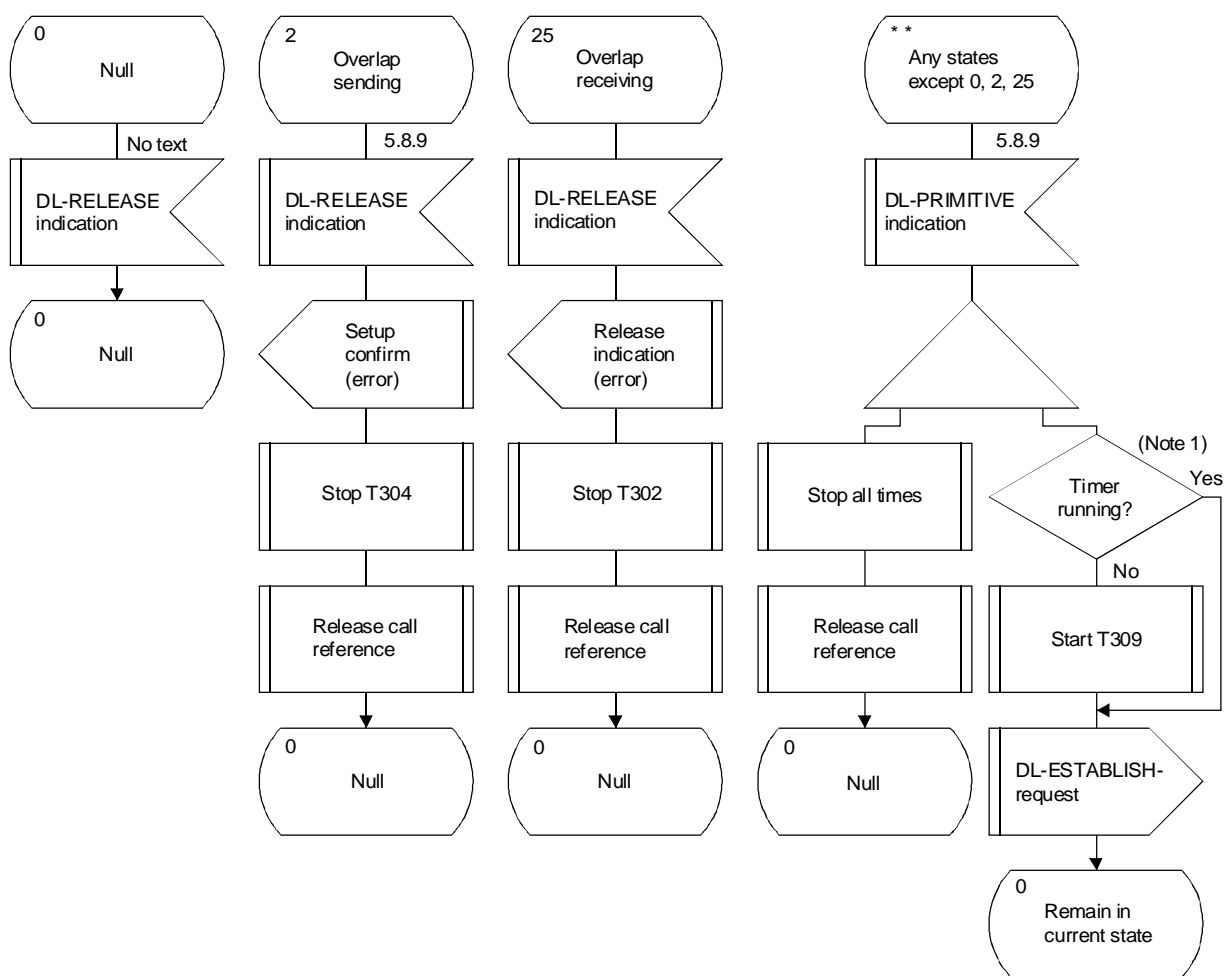 0
Null
No text
DL-RELEASE
indication
0
Null
2
Overlap
sending
5.8.9
DL-RELEASE
indication
Setup
confirm
(error)
Stop T304
Release call
reference
0
Null
25
Overlap
receiving
DL-RELEASE
indication
Release
indication
(error)
Stop T302
Release call
reference
0
Null
* *
Any states
except 0, 2, 25
5.8.9
DL-PRIMITIVE
indication
Stop all times
Release call
reference
0
Null
(Note 1)
Timer
running?
Yes
No
Start T309
DL-ESTABLISH-
request
0
Remain in
current state